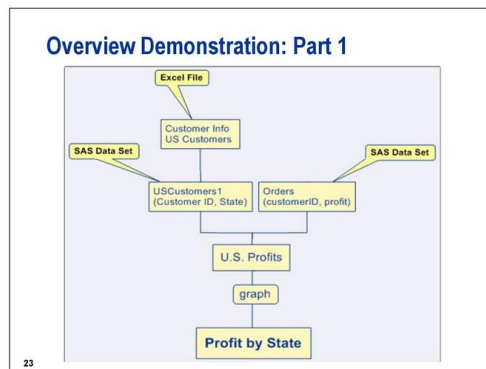 Overview Demonstration: Part 1
Excel File
Customer Info
US Customers
SAS Data Set
SAS Data Set
USCustomers1
(Customer ID, State)
Orders
(customerID, profit)
U.S. Profits
graph
Profit by State
23